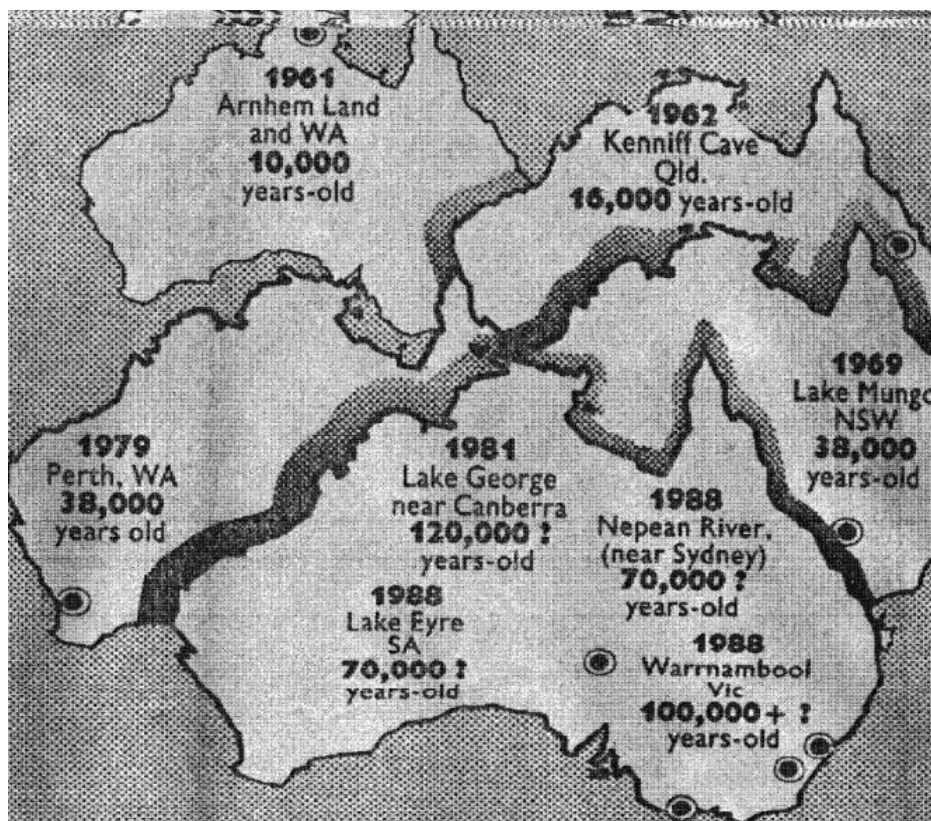 1961
Arnhem Land
and WA
10,000
years-old
1962
Kenniff Cave
Qld.
16,000 years-old
1969
Lake Mungo
NSW
38,000
years-old
1979
Perth, WA
38,000
years old
1981
Lake George
near Canberra
120,000 ?
years-old
1988
Nepean River,
(near Sydney)
70,000 ?
years-old
1988
Lake Eyre
SA
70,000 ?
years-old
1988
Warrnambool
Vic
100,000 + ?
years-old